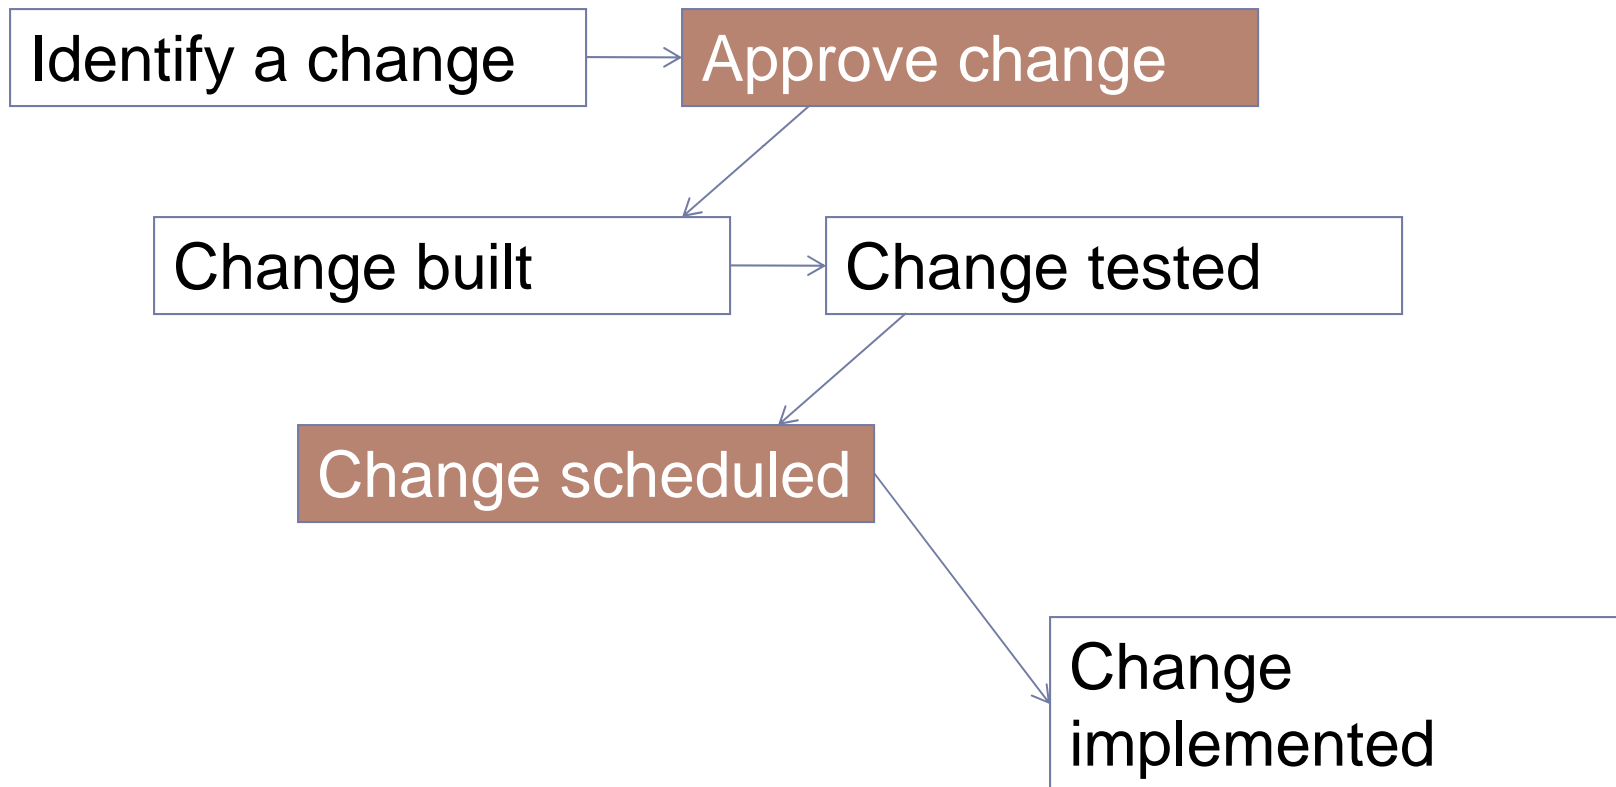 Identify a change
Approve change
Change built
Change tested
Change scheduled
Change
implemented